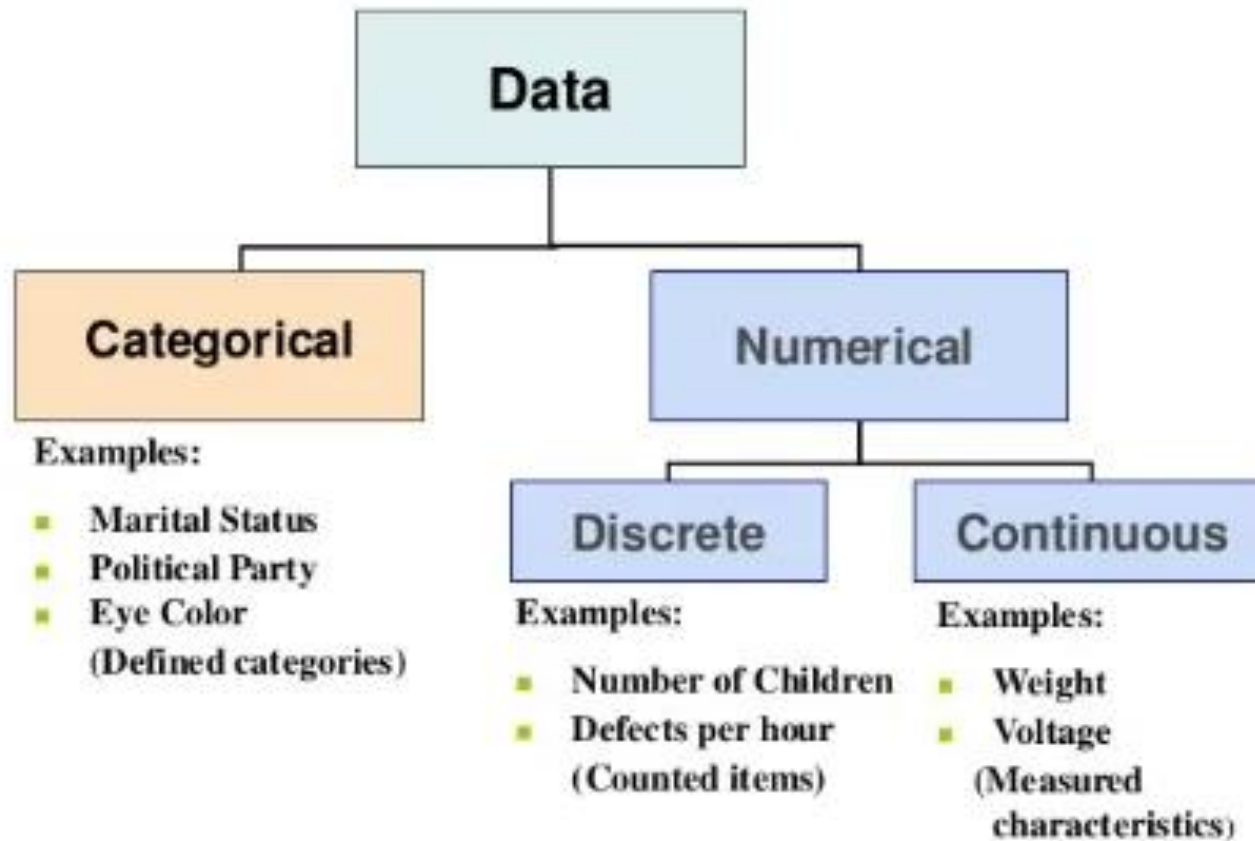 Data
Categorical
Numerical
Examples:
Marital Status
Political Party
Eye Color
(Defined categories)
Discrete
Continuous
Examples:
Number of Children
Defects per hour
(Counted items)
Examples:
Weight
Voltage
(Measured
characteristics)